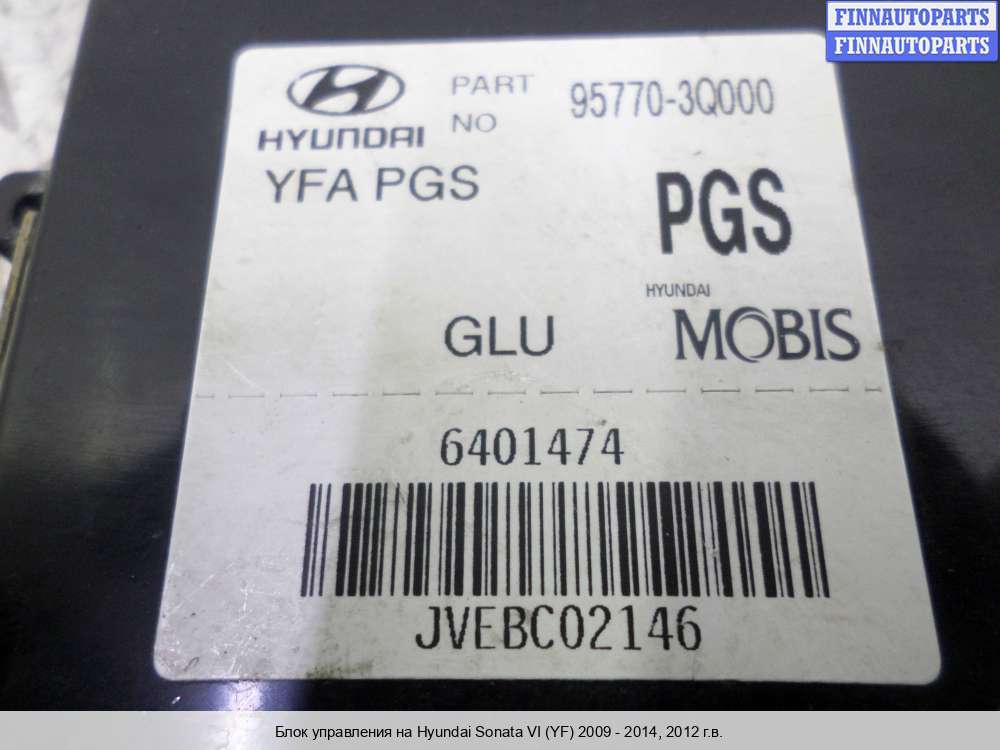 FINNAUTOPARTS
FINNAUTOPARTS
HYUNDAI
PART NO
95770-3Q000
YFA PGS
PGS
HYUNDAI
MOBIS
GLU
6401474
JVEBC02146
Блок управления на Hyundai Sonata VI (YF) 2009 - 2014, 2012 г.в.